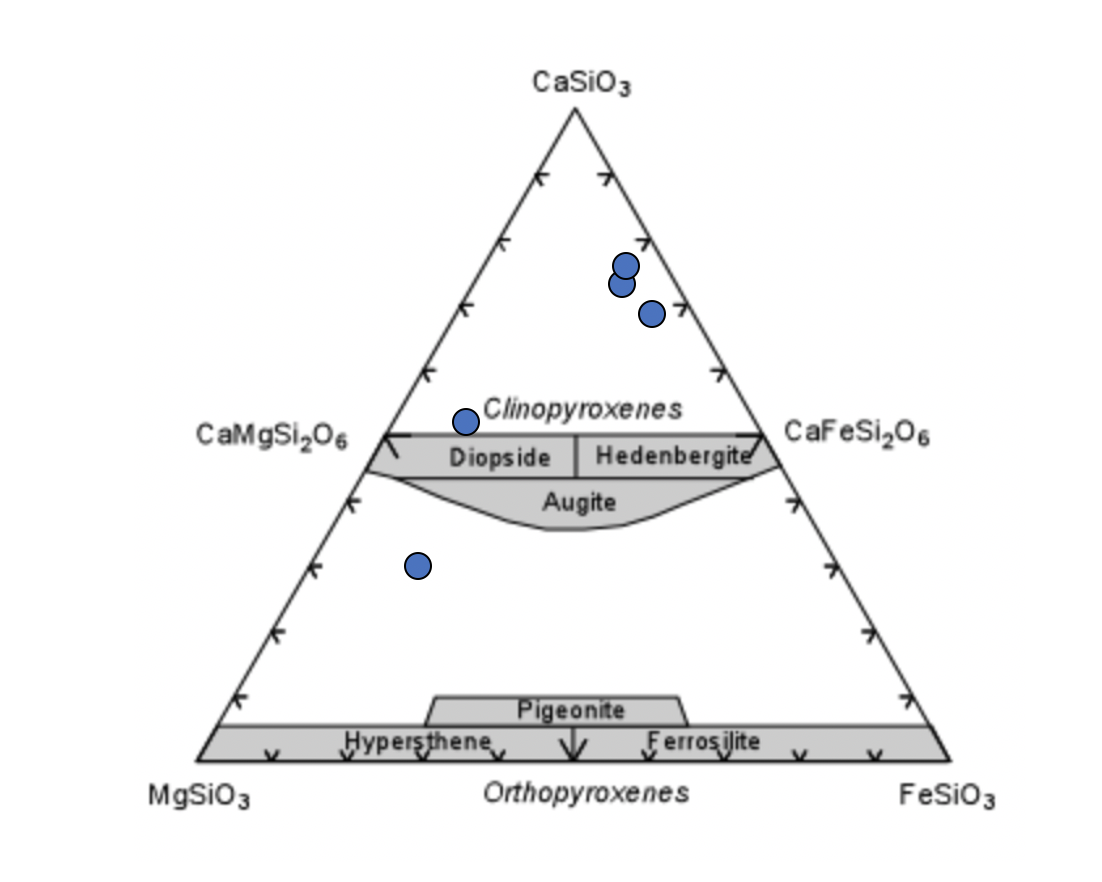 CaSiO₃
Clinopyroxenes
CaMgSi₂O₆
CaFeSi₂O₆
Diopside
Hedenbergite
Augite
Pigeonite
Hypersthene
Ferrosilite
MgSiO₃
Orthopyroxenes
FeSiO₃